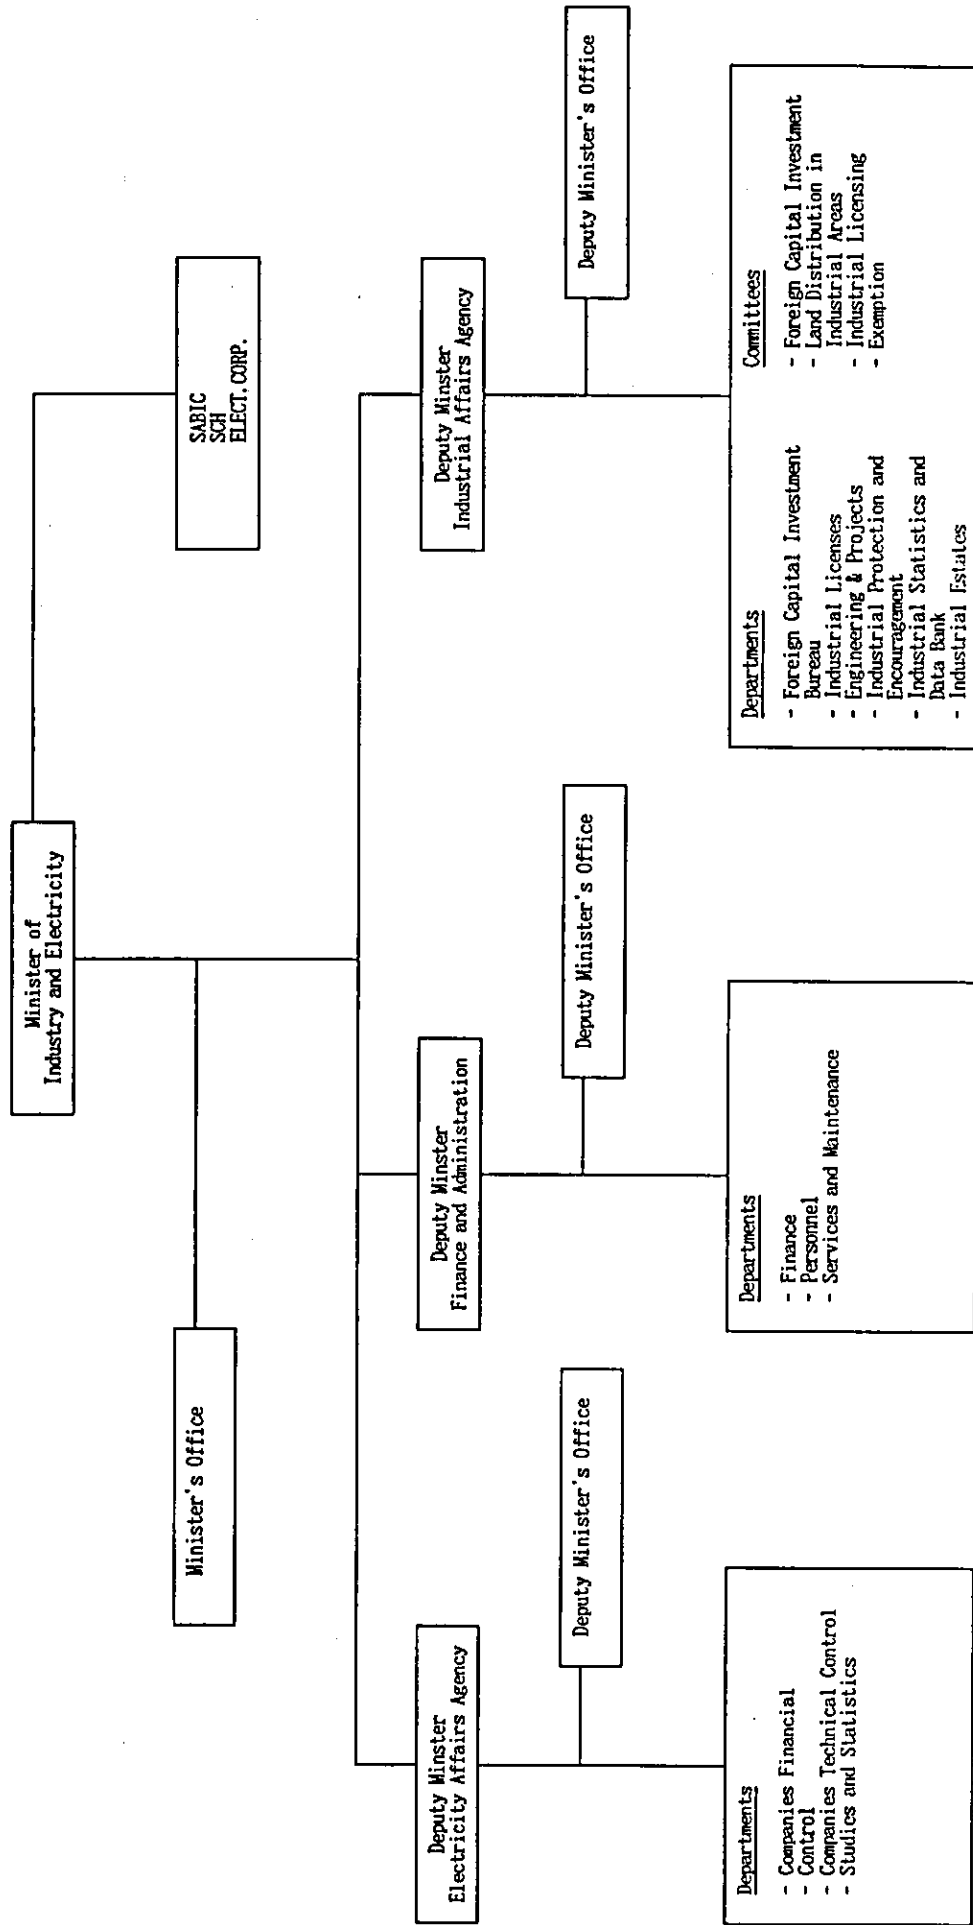 Minister of
Industry and Electricity
Minister's Office
SABIC
SCH
ELECT. CORP.
Deputy Minster
Electricity Affairs Agency
Deputy Minster
Finance and Administration
Deputy Minster
Industrial Affairs Agency
Deputy Minister's Office
Deputy Minister's Office
Deputy Minister's Office
Departments
- Companies Financial
- Control
- Companies Technical Control
- Studies and Statistics
Departments
- Finance
- Personnel
- Services and Maintenance
Departments
- Foreign Capital Investment
Bureau
- Industrial Licenses
- Engineering & Projects
- Industrial Protection and
Encouragement
- Industrial Statistics and
Data Bank
- Industrial Estates
Committees
- Foreign Capital Investment
- Land Distribution in
Industrial Areas
- Industrial Licensing
- Exemption